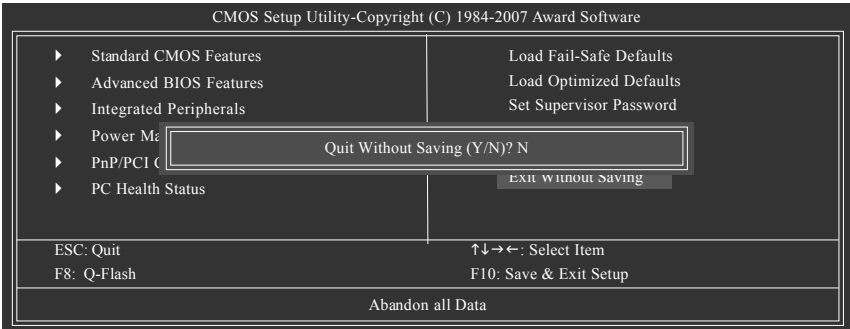 CMOS Setup Utility-Copyright (C) 1984-2007 Award Software
Standard CMOS Features
Advanced BIOS Features
Integrated Peripherals
Power Ma
PnP/PCI
PC Health Status
Load Fail-Safe Defaults
Load Optimized Defaults
Set Supervisor Password
Exit Without Saving
Quit Without Saving (Y/N)? N
ESC: Quit
F8: Q-Flash
↑↓→←: Select Item
F10: Save & Exit Setup
Abandon all Data